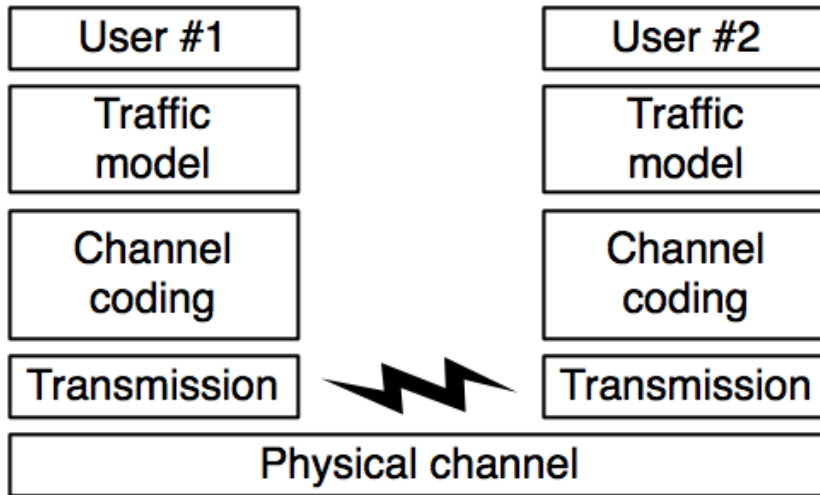 User #1
User #2
Traffic
model
Traffic
model
Channel
coding
Channel
coding
Transmission
Transmission
Physical channel